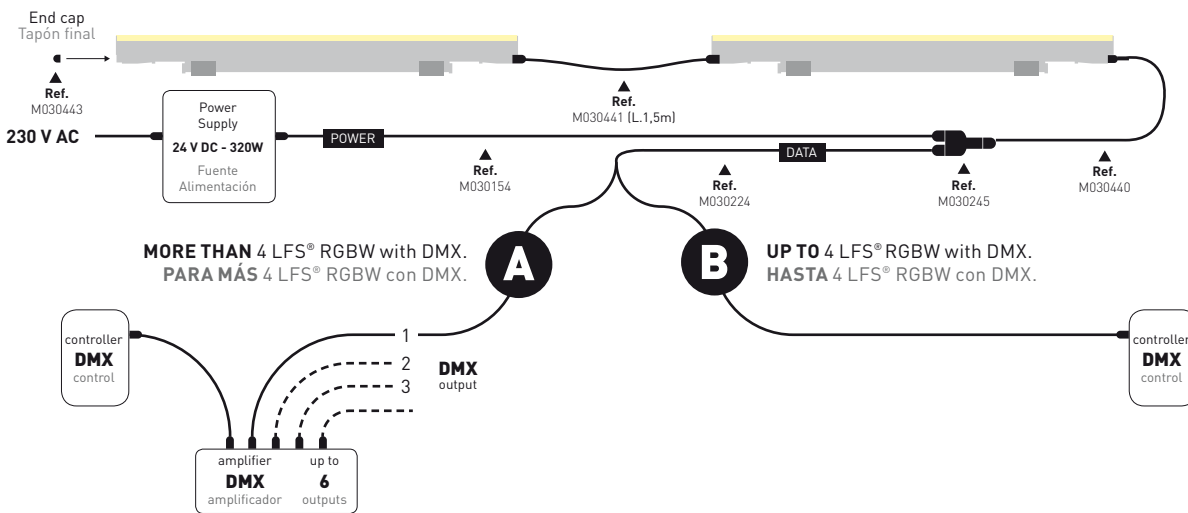 End cap
Tapón final
Ref.
M030443
230 V AC
Power
Supply
24 V DC - 320W
Fuente
Alimentación
POWER
Ref.
M030154
Ref.
M030441 (L.1,5m)
DATA
Ref.
M030224
Ref.
M030245
Ref.
M030440
MORE THAN 4 LFS® RGBW with DMX.
PARA MÁS 4 LFS® RGBW con DMX.
A
B
UP TO 4 LFS® RGBW with DMX.
HASTA 4 LFS® RGBW con DMX.
controller
DMX
control
1
2
3
DMX
output
amplifier
DMX
amplificador
up to
6
outputs
controller
DMX
control